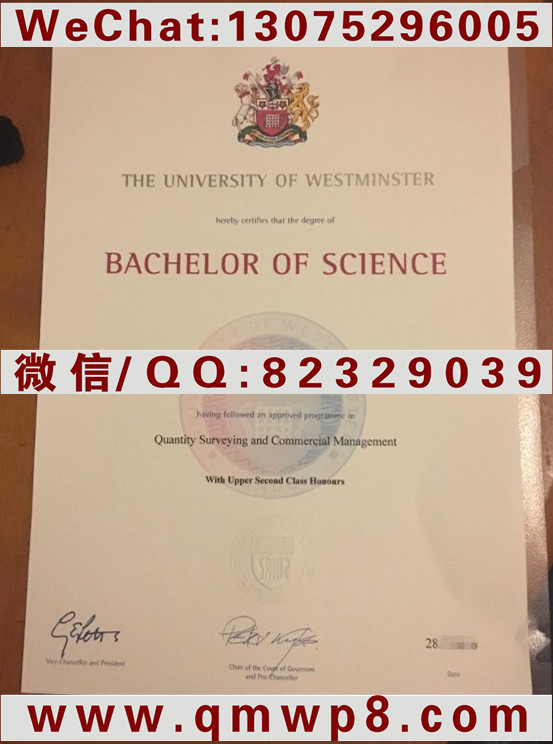 WeChat:13075296005
THE UNIVERSITY OF WESTMINSTER
hereby certifies that the degree of
BACHELOR OF SCIENCE
微信/QQ:82329039
having followed an approved programme in
Quantity Surveying and Commercial Management
With Upper Second Class Honours
28
Vice-Chancellor and President
Chair of the Court of Governors
and Pro-Chancellor
Date
www.qmwp8.com